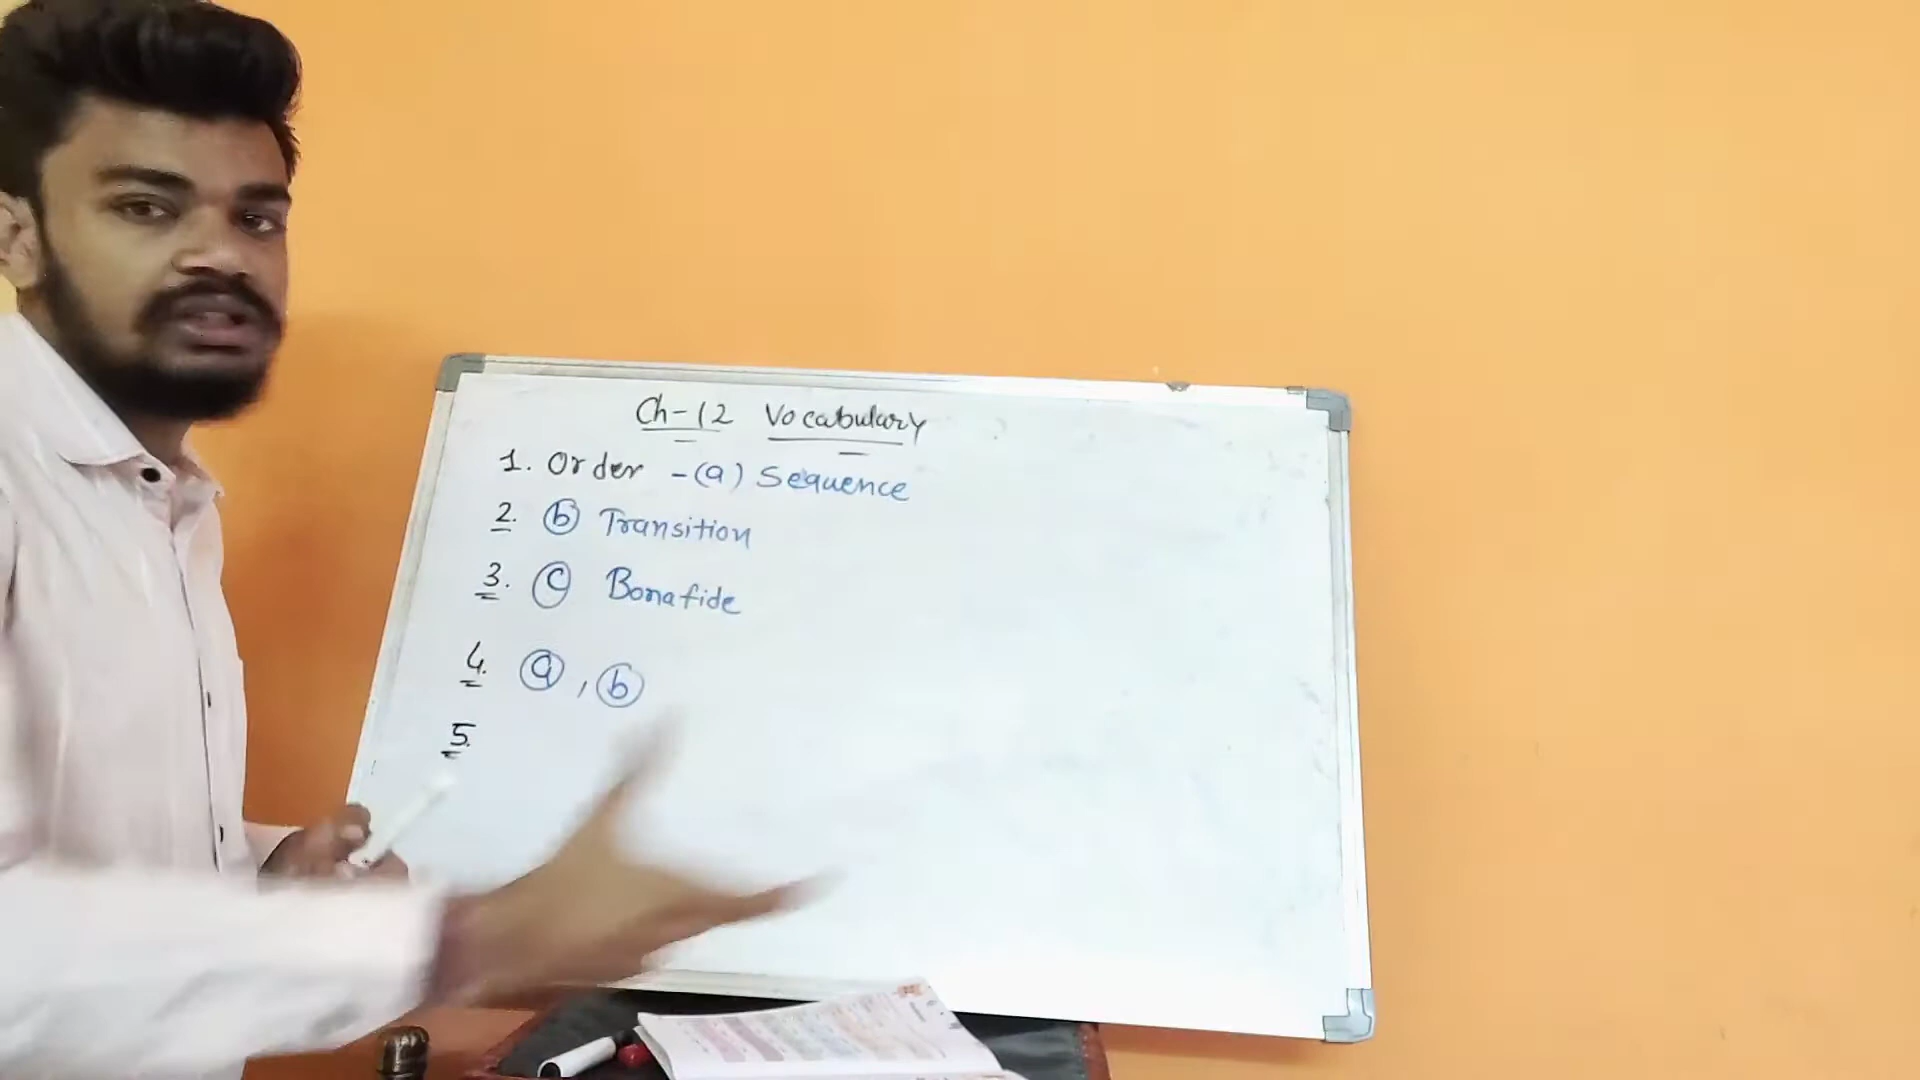 Ch-12 Vocabulary
1. Order - (a) Sequence
2. (b) Transition
3. (c) Bonafide
4. (a), (b)
5.